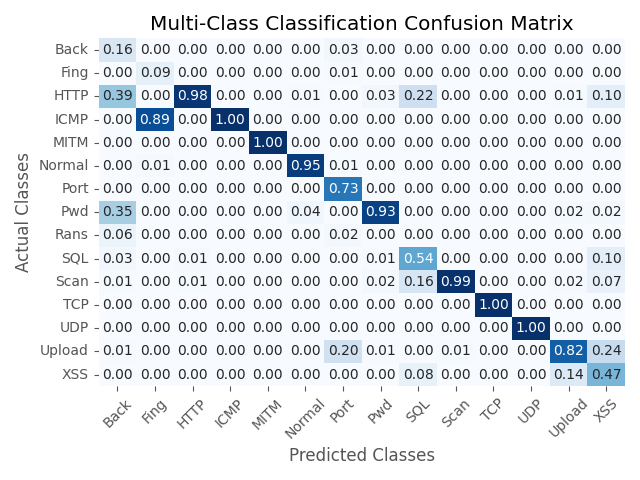 Multi-Class Classification Confusion Matrix
Actual Classes
Back 0.16 0.00 0.00 0.00 0.00 0.00 0.03 0.00 0.00 0.00 0.00 0.00 0.00 0.00
Fing 0.00 0.09 0.00 0.00 0.00 0.00 0.01 0.00 0.00 0.00 0.00 0.00 0.00 0.00
HTTP 0.39 0.00 0.98 0.00 0.00 0.01 0.00 0.03 0.22 0.00 0.00 0.00 0.01 0.10
ICMP 0.00 0.89 0.00 1.00 0.00 0.00 0.00 0.00 0.00 0.00 0.00 0.00 0.00 0.00
MITM 0.00 0.00 0.00 0.00 1.00 0.00 0.00 0.00 0.00 0.00 0.00 0.00 0.00 0.00
Normal 0.00 0.01 0.00 0.00 0.00 0.95 0.01 0.00 0.00 0.00 0.00 0.00 0.00 0.00
Port 0.00 0.00 0.00 0.00 0.00 0.00 0.73 0.00 0.00 0.00 0.00 0.00 0.00 0.00
Pwd 0.35 0.00 0.00 0.00 0.00 0.04 0.00 0.93 0.00 0.00 0.00 0.00 0.02 0.02
Rans 0.06 0.00 0.00 0.00 0.00 0.00 0.02 0.00 0.00 0.00 0.00 0.00 0.00 0.00
SQL 0.03 0.00 0.01 0.00 0.00 0.00 0.00 0.01 0.54 0.00 0.00 0.00 0.00 0.10
Scan 0.01 0.00 0.01 0.00 0.00 0.00 0.00 0.02 0.16 0.99 0.00 0.00 0.02 0.07
TCP 0.00 0.00 0.00 0.00 0.00 0.00 0.00 0.00 0.00 0.00 1.00 0.00 0.00 0.00
UDP 0.00 0.00 0.00 0.00 0.00 0.00 0.00 0.00 0.00 0.00 0.00 1.00 0.00 0.00
Upload 0.01 0.00 0.00 0.00 0.00 0.00 0.20 0.01 0.00 0.01 0.00 0.00 0.82 0.24
XSS 0.00 0.00 0.00 0.00 0.00 0.00 0.00 0.00 0.08 0.00 0.00 0.00 0.14 0.47
Back Fing HTTP ICMP MITM Normal Port Pwd SQL Scan TCP UDP Upload XSS
Predicted Classes